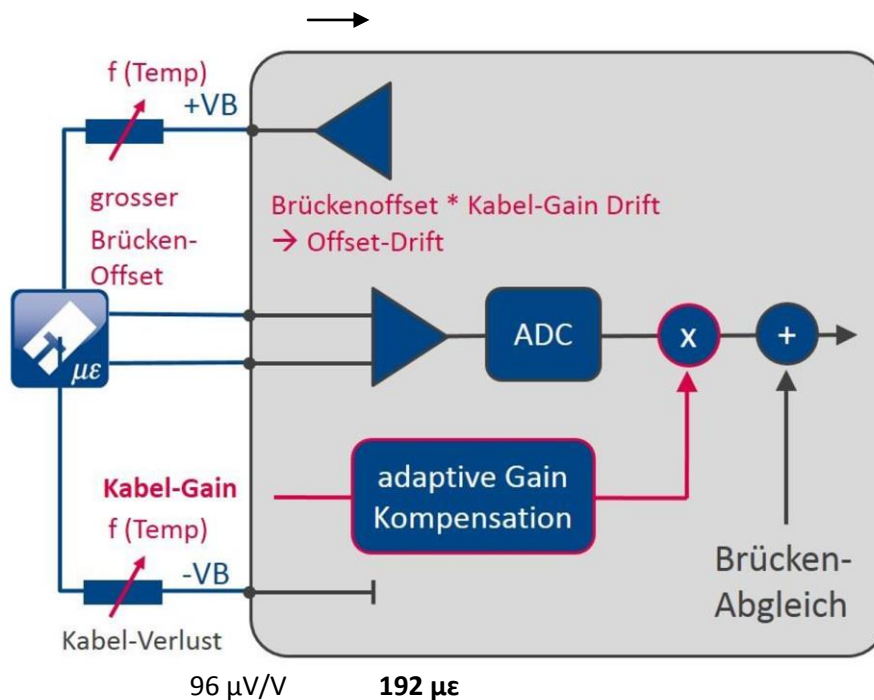 f (Temp)
+VB
grosser
Brücken-
Offset
Brückenoffset * Kabel-Gain Drift
→ Offset-Drift
µε
ADC
x
+
Kabel-Gain
f (Temp)
adaptive Gain
Kompensation
-VB
Kabel-Verlust
Brücken-
Abgleich
96 µV/V
192 µε